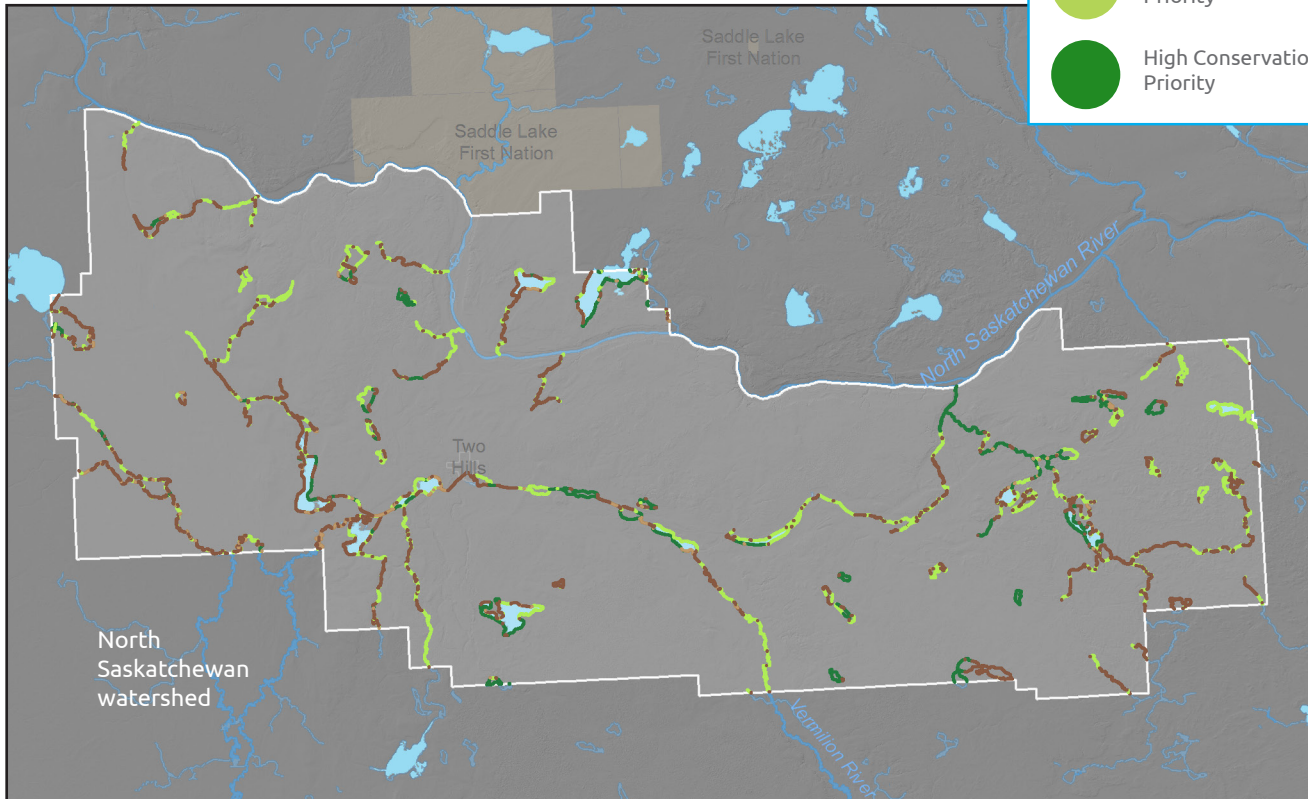 Priority
High Conservatio
Priority
Saddle Lake
First Nation
Saddle Lake
First Nation
North Saskatchewan River
Two
Hills
North
Saskatchewan
watershed
Vermilion River